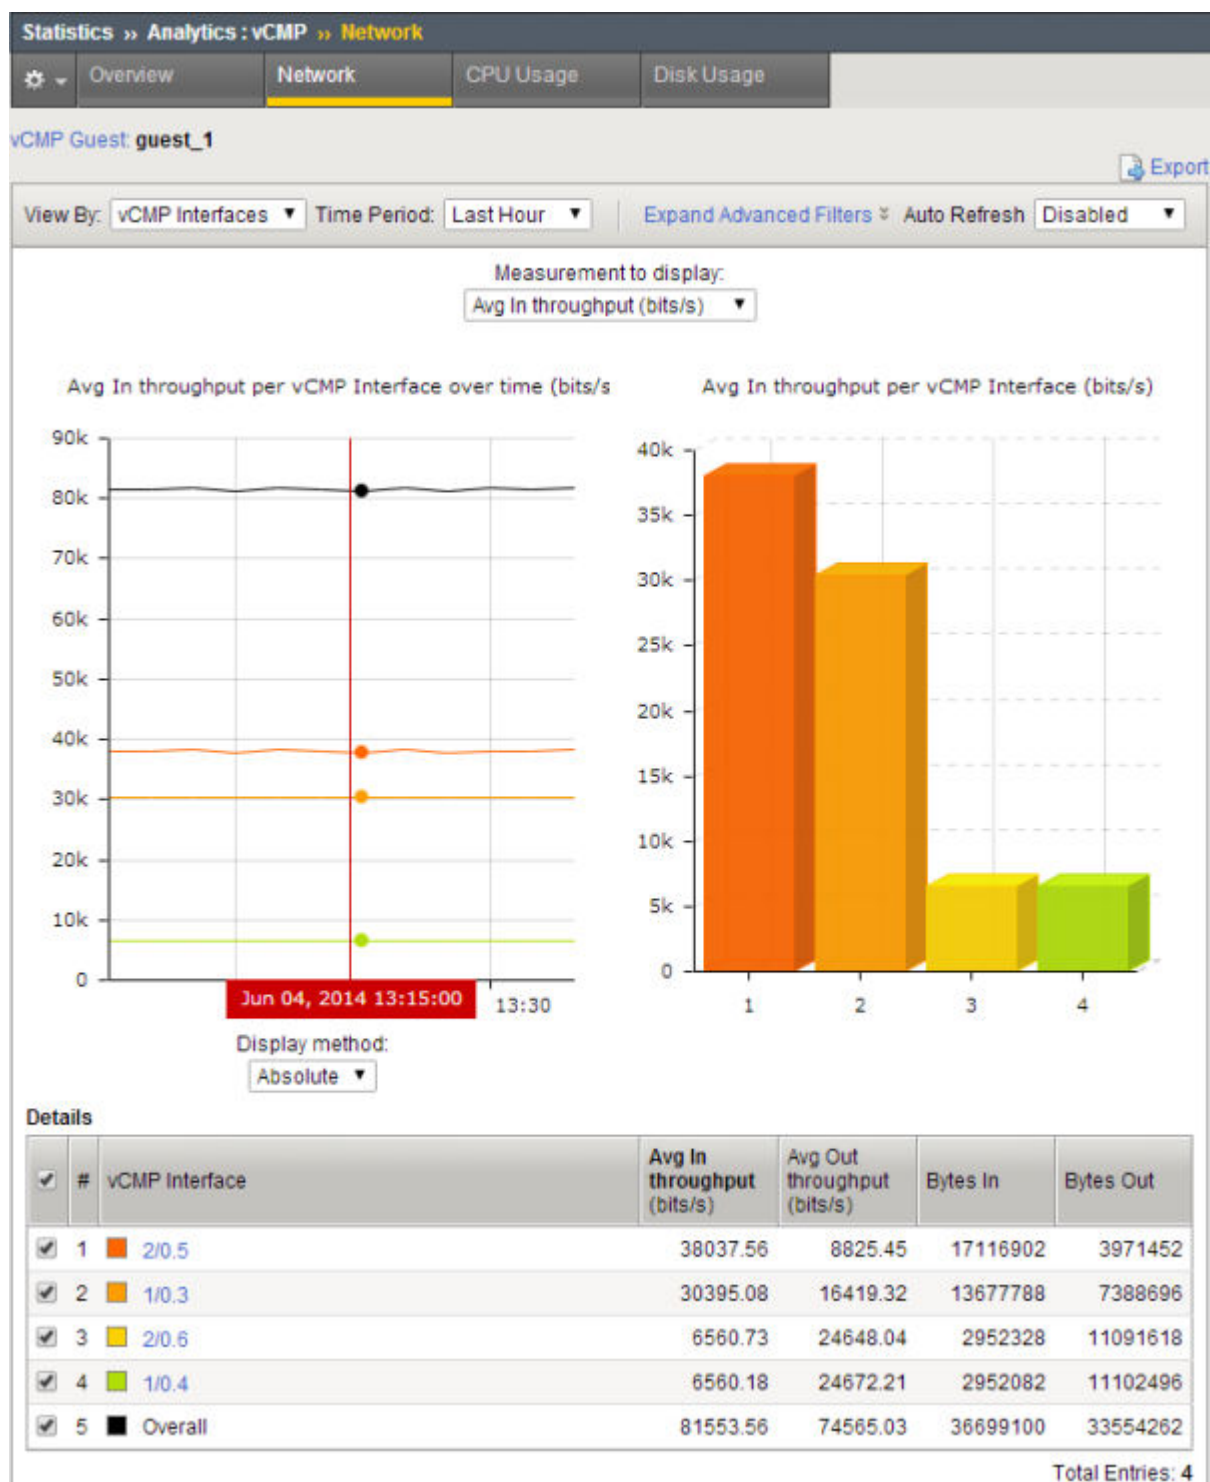 Statistics ›› Analytics : vCMP ›› Network
Overview Network CPU Usage Disk Usage
vCMP Guest: guest_1
Export
View By: vCMP Interfaces Time Period: Last Hour Expand Advanced Filters Auto Refresh Disabled
Measurement to display:
Avg In throughput (bits/s)
Avg In throughput per vCMP Interface over time (bits/s
90k
80k
70k
60k
50k
40k
30k
20k
10k
0
Jun 04, 2014 13:15:00
13:30
Display method:
Absolute
Avg In throughput per vCMP Interface (bits/s)
40k
35k
30k
25k
20k
15k
10k
5k
0
1 2 3 4
Details
# vCMP Interface Avg In throughput (bits/s) Avg Out throughput (bits/s) Bytes In Bytes Out
1 2/0.5 38037.56 8825.45 17116902 3971452
2 1/0.3 30395.08 16419.32 13677788 7388696
3 2/0.6 6560.73 24648.04 2952328 11091618
4 1/0.4 6560.18 24672.21 2952082 11102496
5 Overall 81553.56 74565.03 36699100 33554262
Total Entries: 4